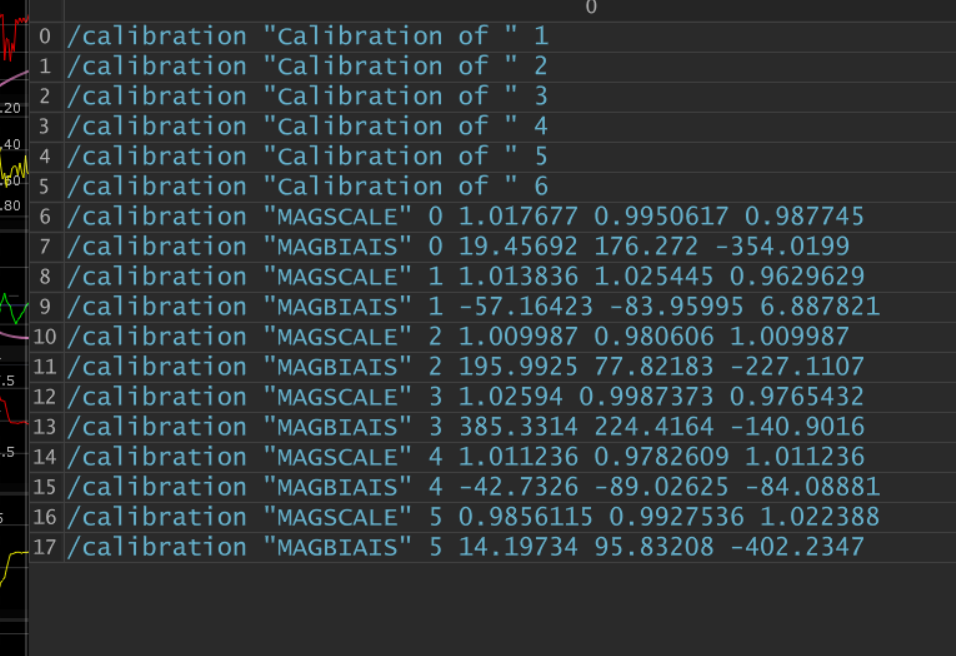 0
0 /calibration "Calibration of " 1
1 /calibration "Calibration of " 2
2 /calibration "Calibration of " 3
3 /calibration "Calibration of " 4
4 /calibration "Calibration of " 5
5 /calibration "Calibration of " 6
6 /calibration "MAGSCALE" 0 1.017677 0.9950617 0.987745
7 /calibration "MAGBIAIS" 0 19.45692 176.272 -354.0199
8 /calibration "MAGSCALE" 1 1.013836 1.025445 0.9629629
9 /calibration "MAGBIAIS" 1 -57.16423 -83.95995 6.887821
10 /calibration "MAGSCALE" 2 1.009987 0.980606 1.009987
11 /calibration "MAGBIAIS" 2 195.9925 77.82183 -227.1107
12 /calibration "MAGSCALE" 3 1.02594 0.9987373 0.9765432
13 /calibration "MAGBIAIS" 3 385.3314 224.4164 -140.9016
14 /calibration "MAGSCALE" 4 1.011236 0.9782609 1.011236
15 /calibration "MAGBIAIS" 4 -42.7326 -89.02625 -84.08881
16 /calibration "MAGSCALE" 5 0.9856115 0.9927536 1.022388
17 /calibration "MAGBIAIS" 5 14.19734 95.83208 -402.2347
.20
.40
.60
.80
.5
.5
5